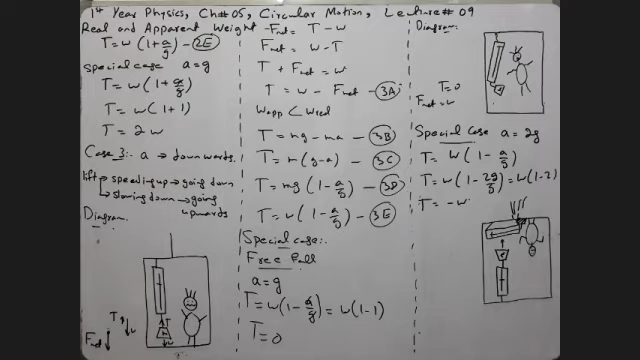 1st Year Physics, Ch#05, Circular Motion, Lecture# 09
Real and Apparent Weight
T = w (1 + a/g) - 2E
Special case a = g
T = w (1 + a/g)
T = w (1 + 1)
T = 2w
Case 3:- a → downwards.
lift → speeding up → going down
→ slowing down → going upwards
Diagram:
T, w
Fnet
T
w
-Fnet = T - w
Fnet = w - T
T + Fnet = w
T = w - Fnet - 3A
Wapp < Wreal
T = mg - ma - 3B
T = m(g-a) - 3C
T = mg (1 - a/g) - 3D
T = w (1 - a/g) - 3E
Special case:-
Free Fall
a = g
T = w (1 - a/g) = w (1-1)
T = 0
Diagram:
T = 0
Fnet = w
Special Case a = 2g
T = w (1 - a/g)
T = w (1 - 2g/g) = w (1-2)
T = -w